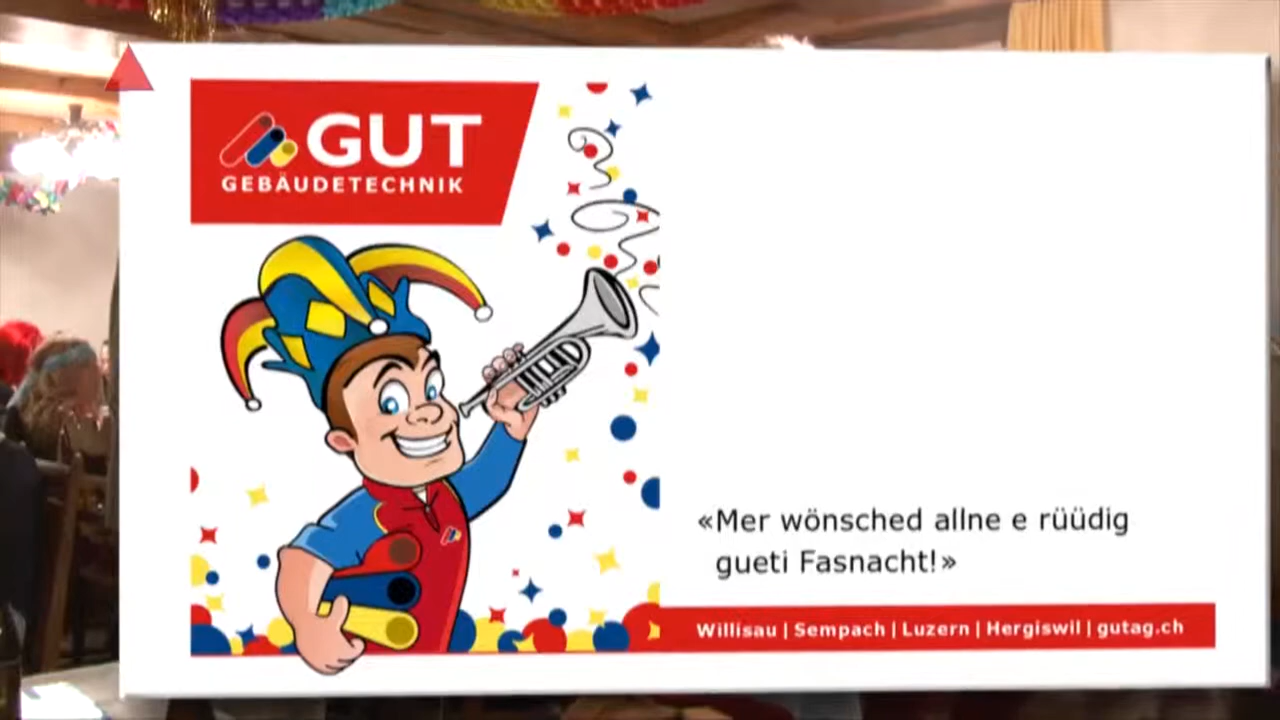 GUT
GEBÄUDETECHNIK
«Mer wönsched allne e rüüdig
gueti Fasnacht!»
Willisau | Sempach | Luzern | Hergiswil | gutag.ch